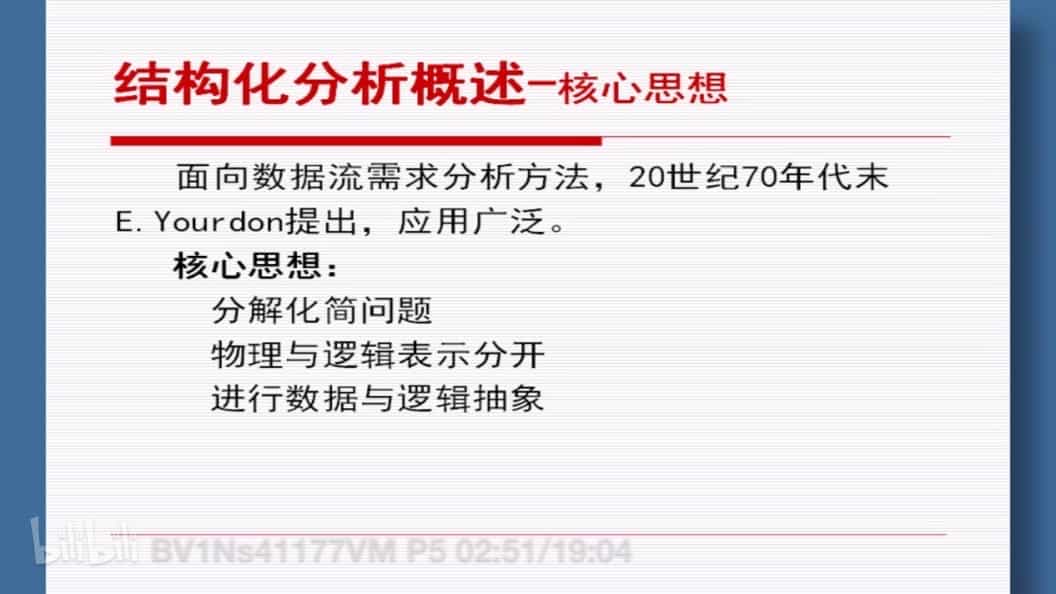 结构化分析概述-核心思想
面向数据流需求分析方法，20世纪70年代末
E. Yourdon提出，应用广泛。
核心思想：
分解化简问题
物理与逻辑表示分开
进行数据与逻辑抽象
bilibili BV1Ns41177VM P5 02:51/19:04